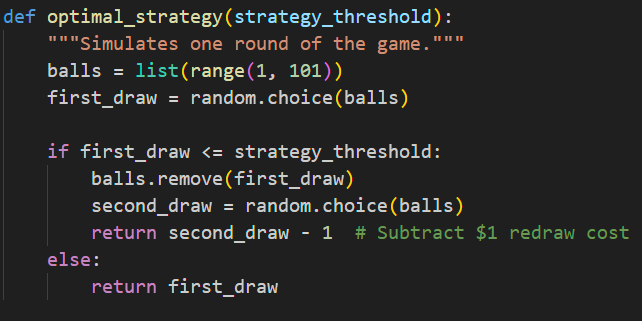 def optimal_strategy(strategy_threshold):
    """Simulates one round of the game."""
    balls = list(range(1, 101))
    first_draw = random.choice(balls)

    if first_draw <= strategy_threshold:
        balls.remove(first_draw)
        second_draw = random.choice(balls)
        return second_draw - 1  # Subtract $1 redraw cost
    else:
        return first_draw